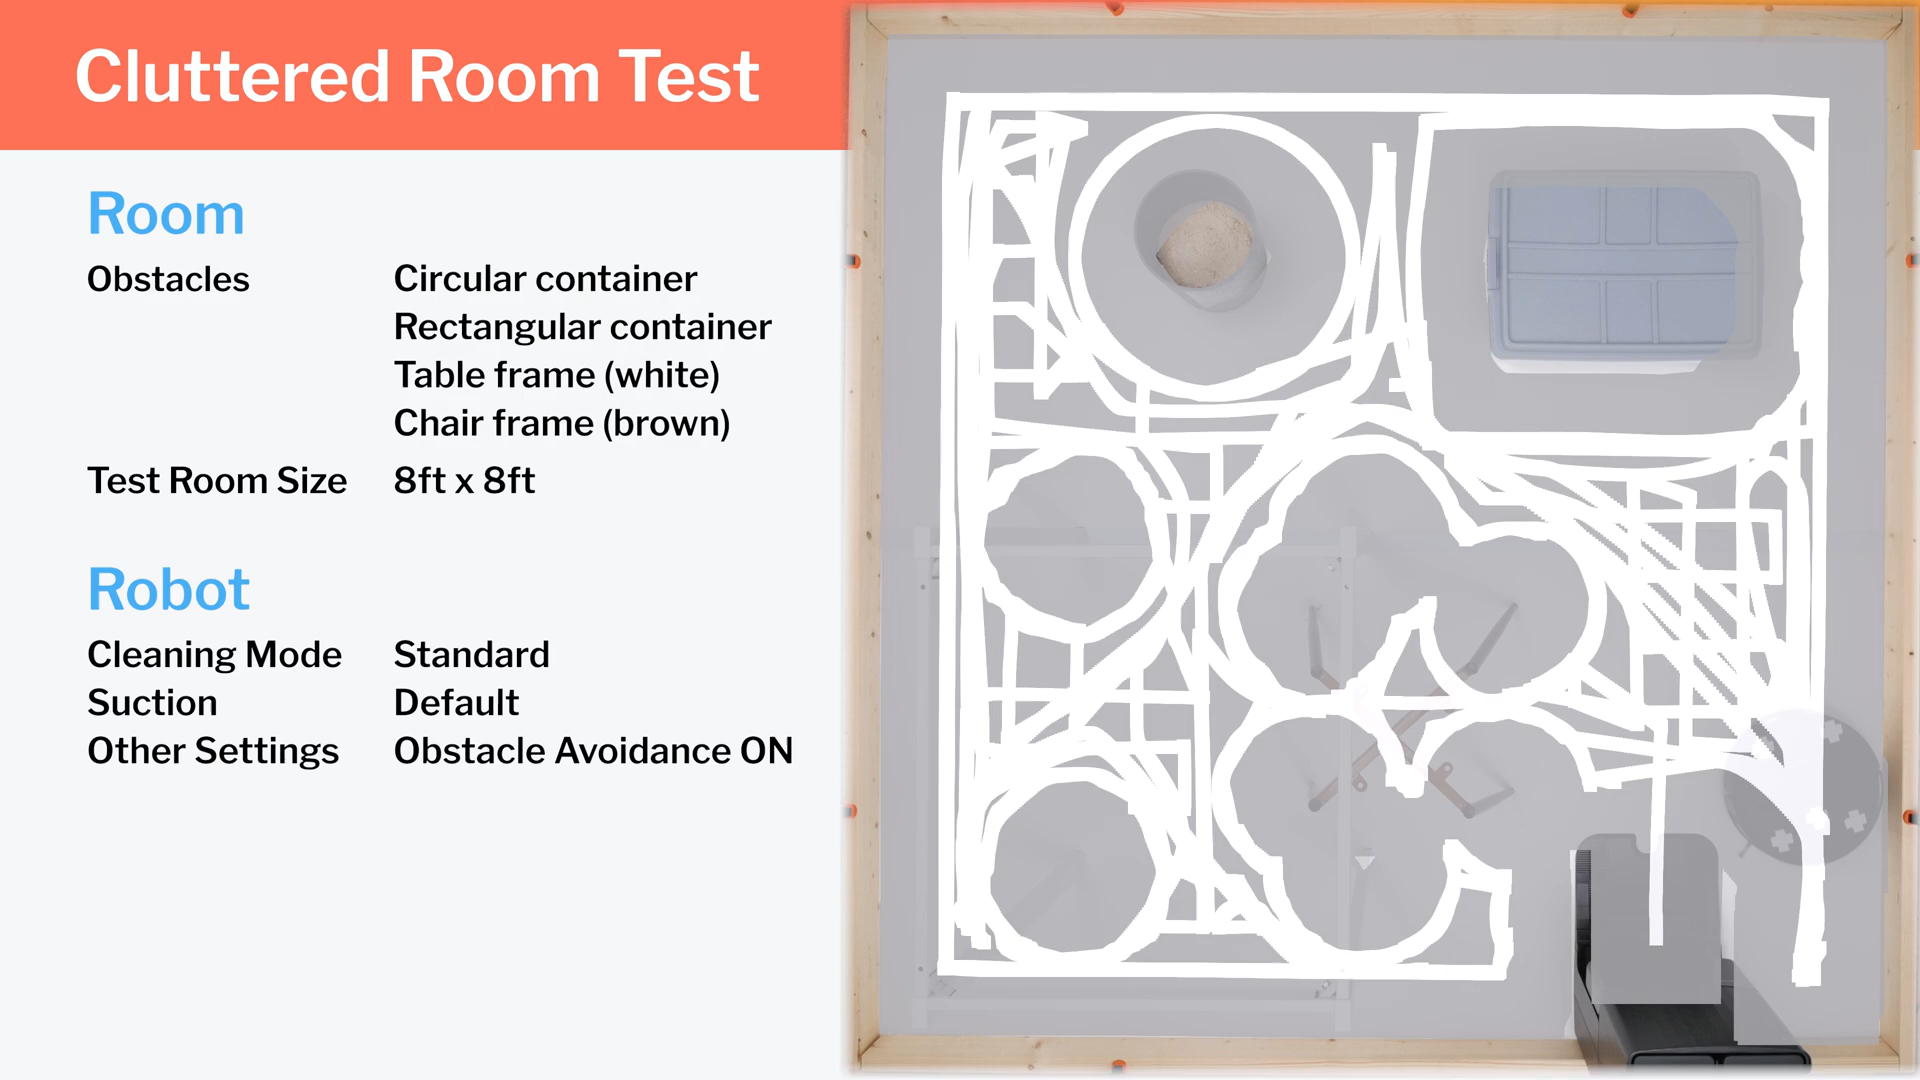 Cluttered Room Test
Room
Obstacles Circular container
Rectangular container
Table frame (white)
Chair frame (brown)
Test Room Size 8ft x 8ft
Robot
Cleaning Mode Standard
Suction Default
Other Settings Obstacle Avoidance ON